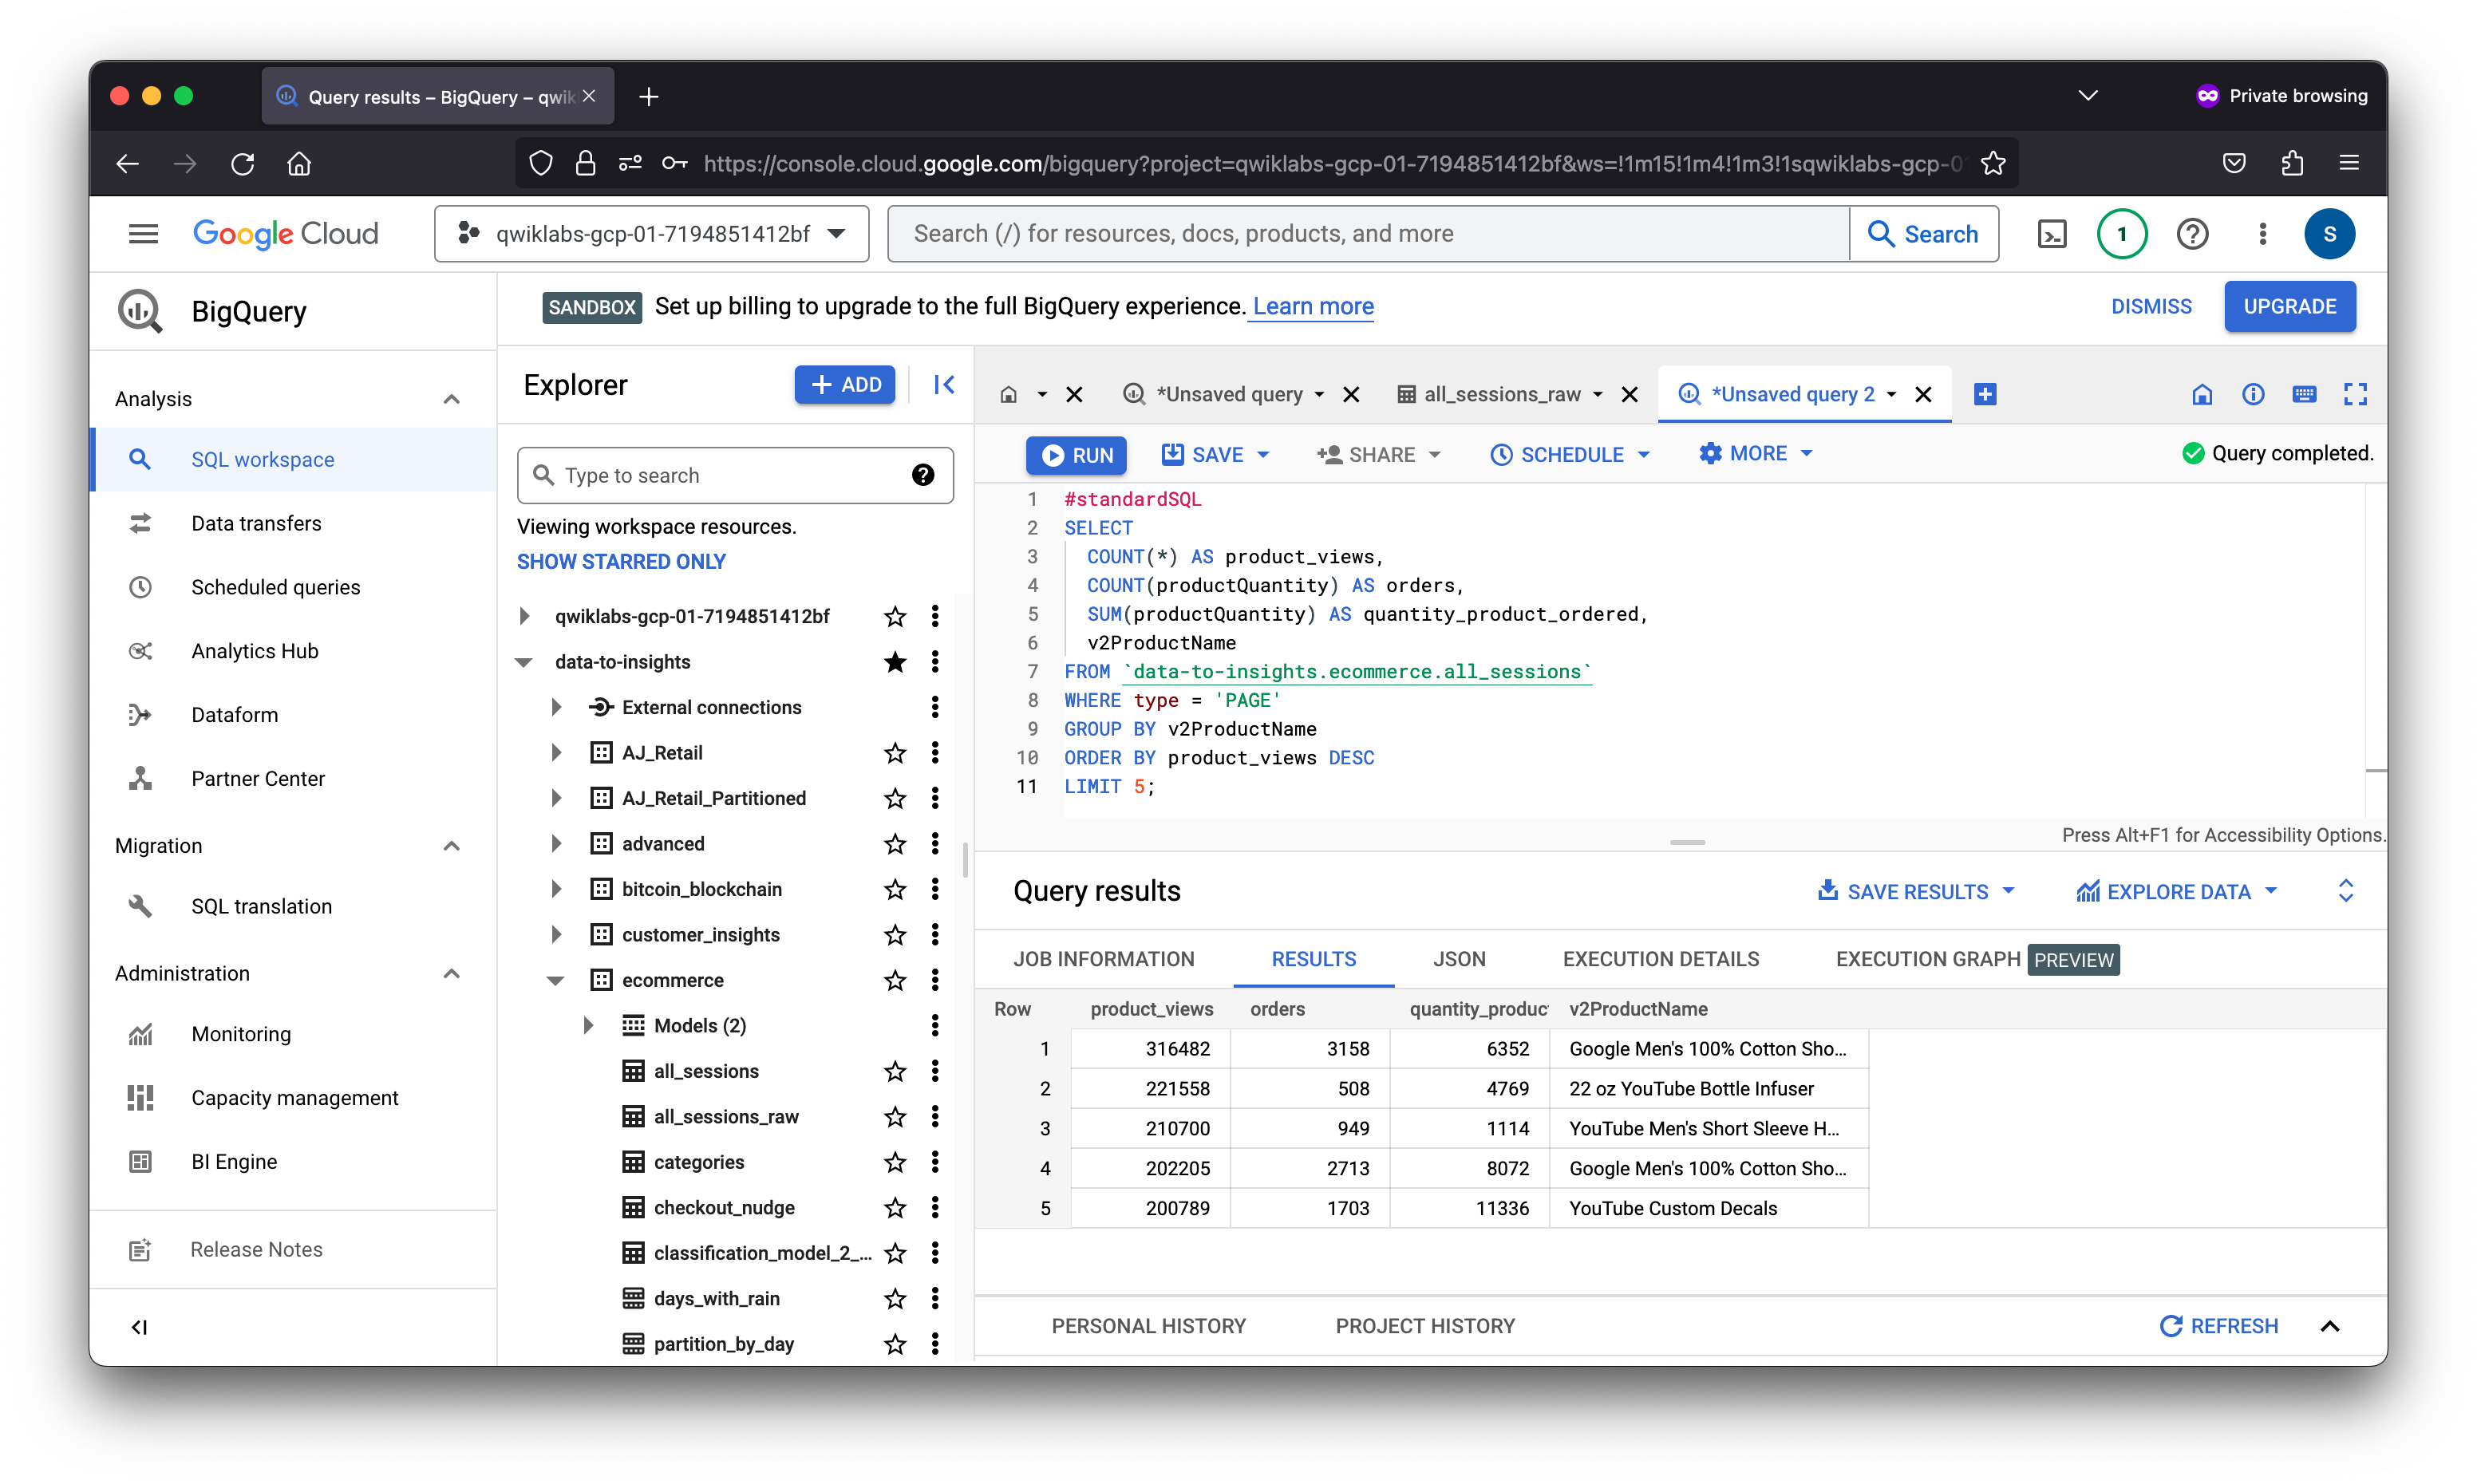 Query results – BigQuery – qwik
Private browsing
https://console.cloud.google.com/bigquery?project=qwiklabs-gcp-01-7194851412bf&ws=!1m15!1m4!1m3!1sqwiklabs-gcp-0
Google Cloud
qwiklabs-gcp-01-7194851412bf
Search (/) for resources, docs, products, and more
Search
1
S
BigQuery
SANDBOX Set up billing to upgrade to the full BigQuery experience. Learn more
DISMISS
UPGRADE
Analysis
SQL workspace
Data transfers
Scheduled queries
Analytics Hub
Dataform
Partner Center
Migration
SQL translation
Administration
Monitoring
Capacity management
BI Engine
Release Notes
Explorer
ADD
Type to search
Viewing workspace resources.
SHOW STARRED ONLY
qwiklabs-gcp-01-7194851412bf
data-to-insights
External connections
AJ_Retail
AJ_Retail_Partitioned
advanced
bitcoin_blockchain
customer_insights
ecommerce
Models (2)
all_sessions
all_sessions_raw
categories
checkout_nudge
classification_model_2_...
days_with_rain
partition_by_day
*Unsaved query
all_sessions_raw
*Unsaved query 2
RUN
SAVE
SHARE
SCHEDULE
MORE
Query completed.
1 #standardSQL
2 SELECT
3 COUNT(*) AS product_views,
4 COUNT(productQuantity) AS orders,
5 SUM(productQuantity) AS quantity_product_ordered,
6 v2ProductName
7 FROM `data-to-insights.ecommerce.all_sessions`
8 WHERE type = 'PAGE'
9 GROUP BY v2ProductName
10 ORDER BY product_views DESC
11 LIMIT 5;
Press Alt+F1 for Accessibility Options.
Query results
SAVE RESULTS
EXPLORE DATA
JOB INFORMATION
RESULTS
JSON
EXECUTION DETAILS
EXECUTION GRAPH PREVIEW
Row product_views orders quantity_produc v2ProductName
1 316482 3158 6352 Google Men's 100% Cotton Sho...
2 221558 508 4769 22 oz YouTube Bottle Infuser
3 210700 949 1114 YouTube Men's Short Sleeve H...
4 202205 2713 8072 Google Men's 100% Cotton Sho...
5 200789 1703 11336 YouTube Custom Decals
PERSONAL HISTORY
PROJECT HISTORY
REFRESH